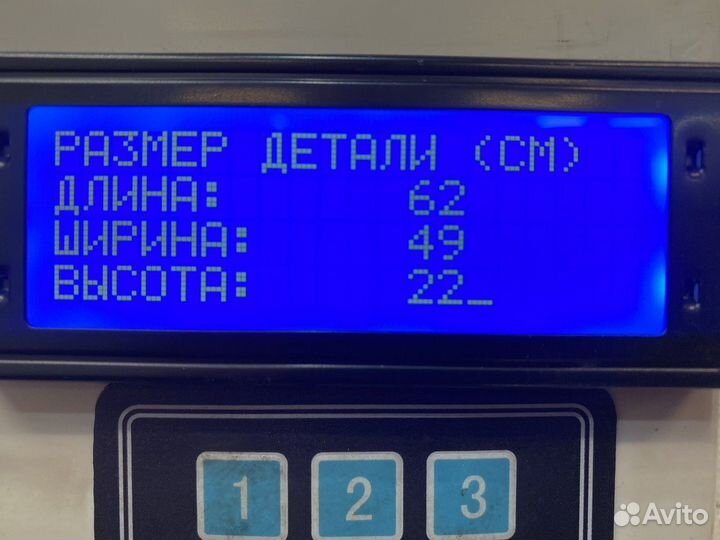 РАЗМЕР ДЕТАЛИ (СМ)
ДЛИНА: 62
ШИРИНА: 49
ВЫСОТА: 22_
1 2 3
Avito